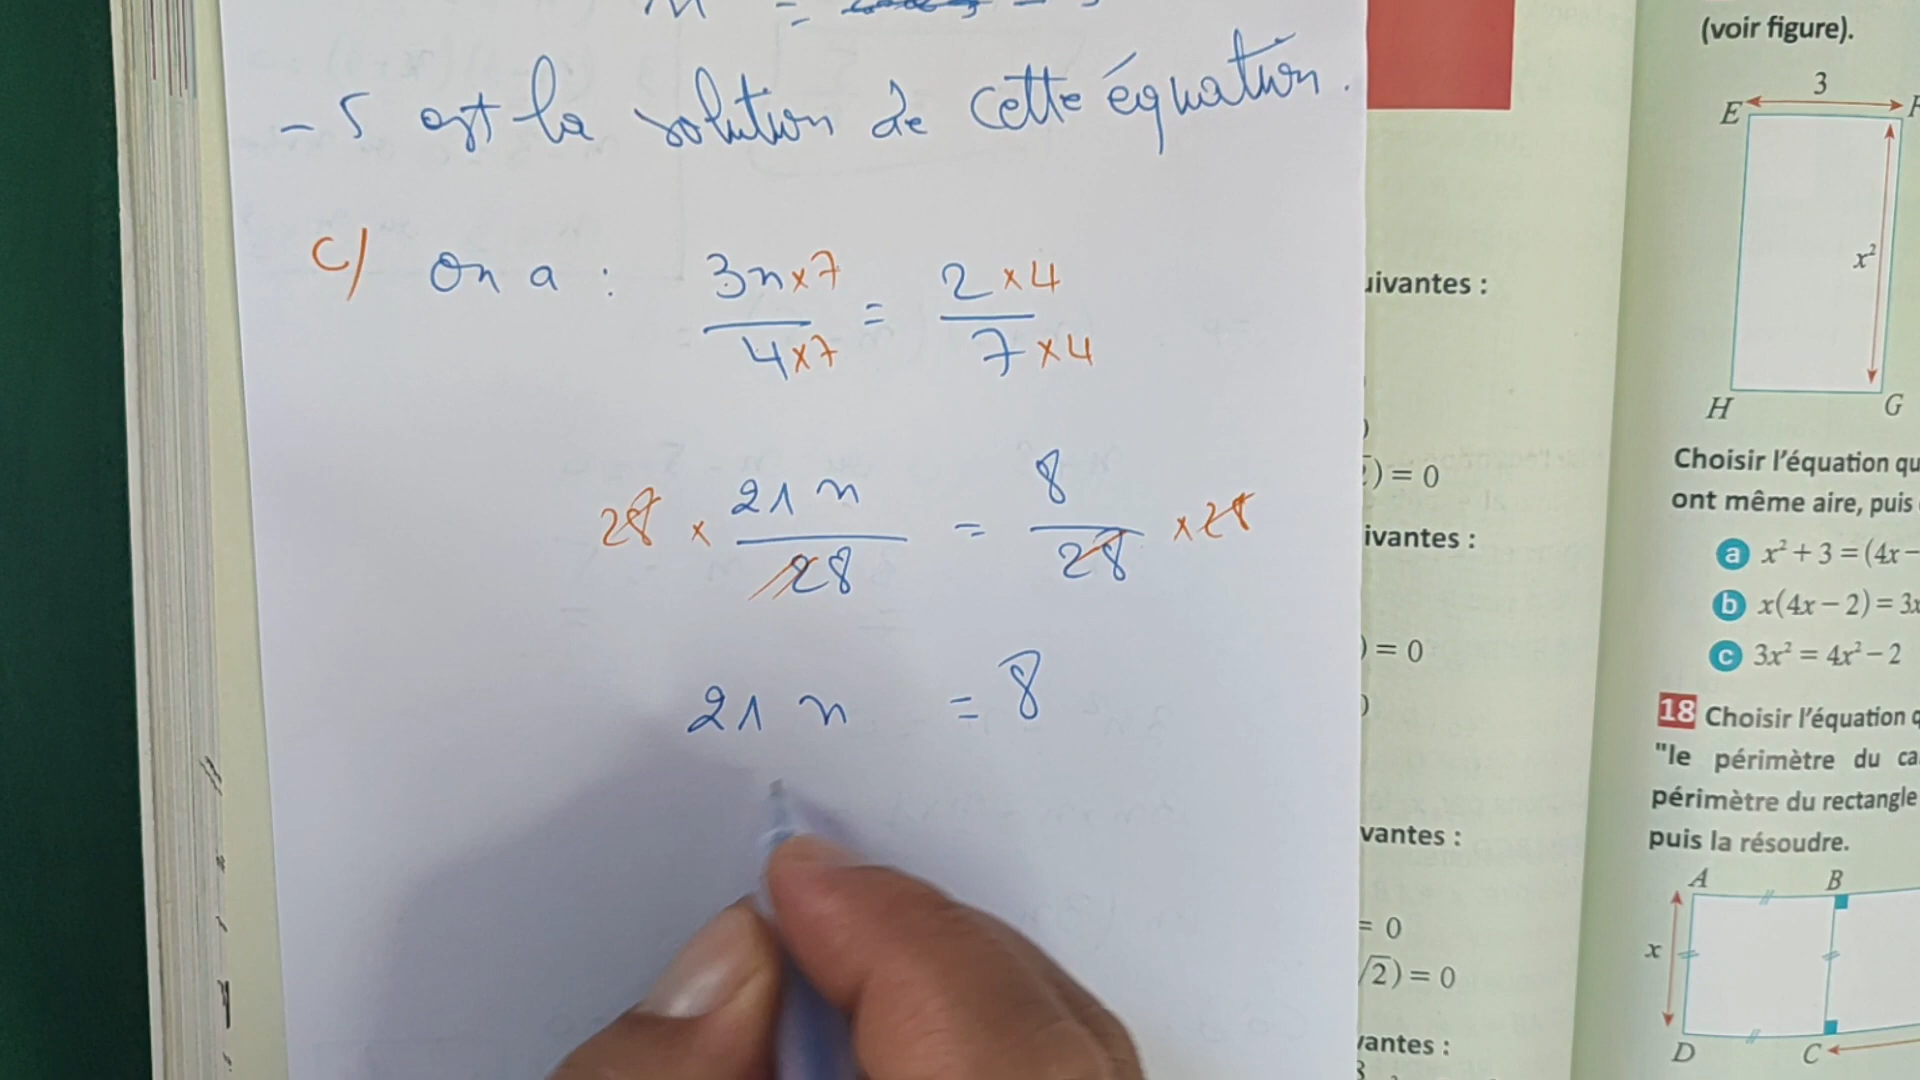 - 5 est la solution de cette équation.
c/ on a : 3x×7 / 4×7 = 2×4 / 7×4
28 × 21x / 28 = 8 / 28 ×28
21 x = 8
uivantes :
) = 0
ivantes :
) = 0
vantes :
= 0
√2) = 0
vantes :
(voir figure).
3
E
x²
H
G
Choisir l'équation qu
ont même aire, puis
a x² + 3 = (4x –
b x(4x – 2) = 3x
c 3x² = 4x² – 2
18 Choisir l'équation q
"le périmètre du ca
périmètre du rectangle
puis la résoudre.
A
B
x
D
C